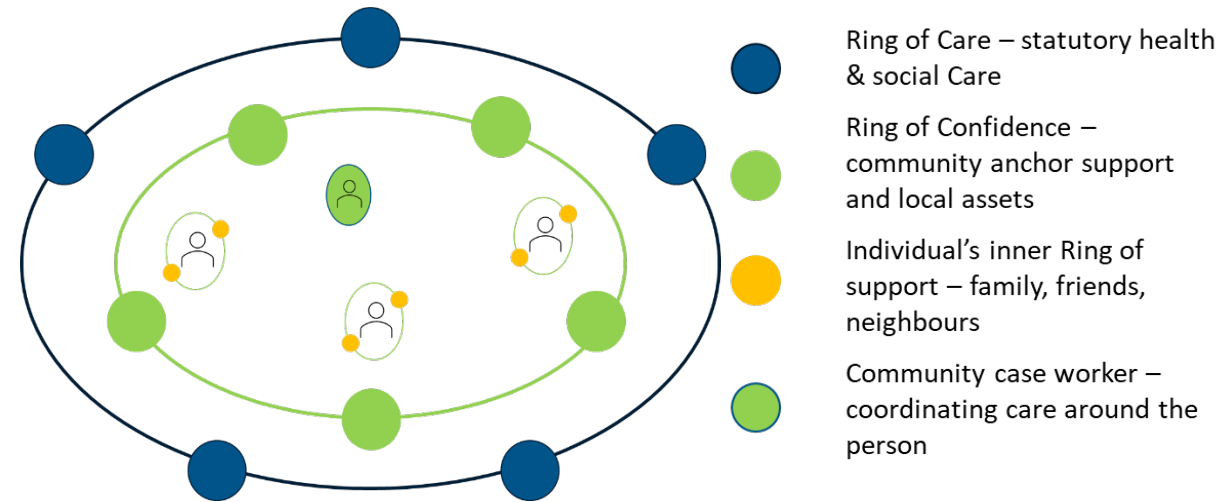 Ring of Care – statutory health
& social Care
Ring of Confidence –
community anchor support
and local assets
Individual’s inner Ring of
support – family, friends,
neighbours
Community case worker –
coordinating care around the
person